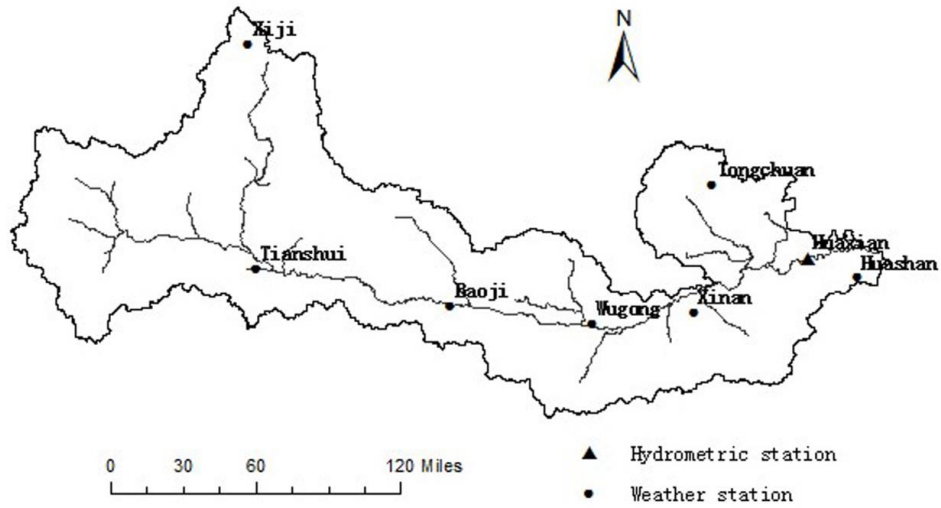 Xiji
N
Tongchuan
Huaxian
Huashan
Tianshui
Baoji
Wugong
Xinan
0 30 60 120 Miles
Hydrometric station
Weather station